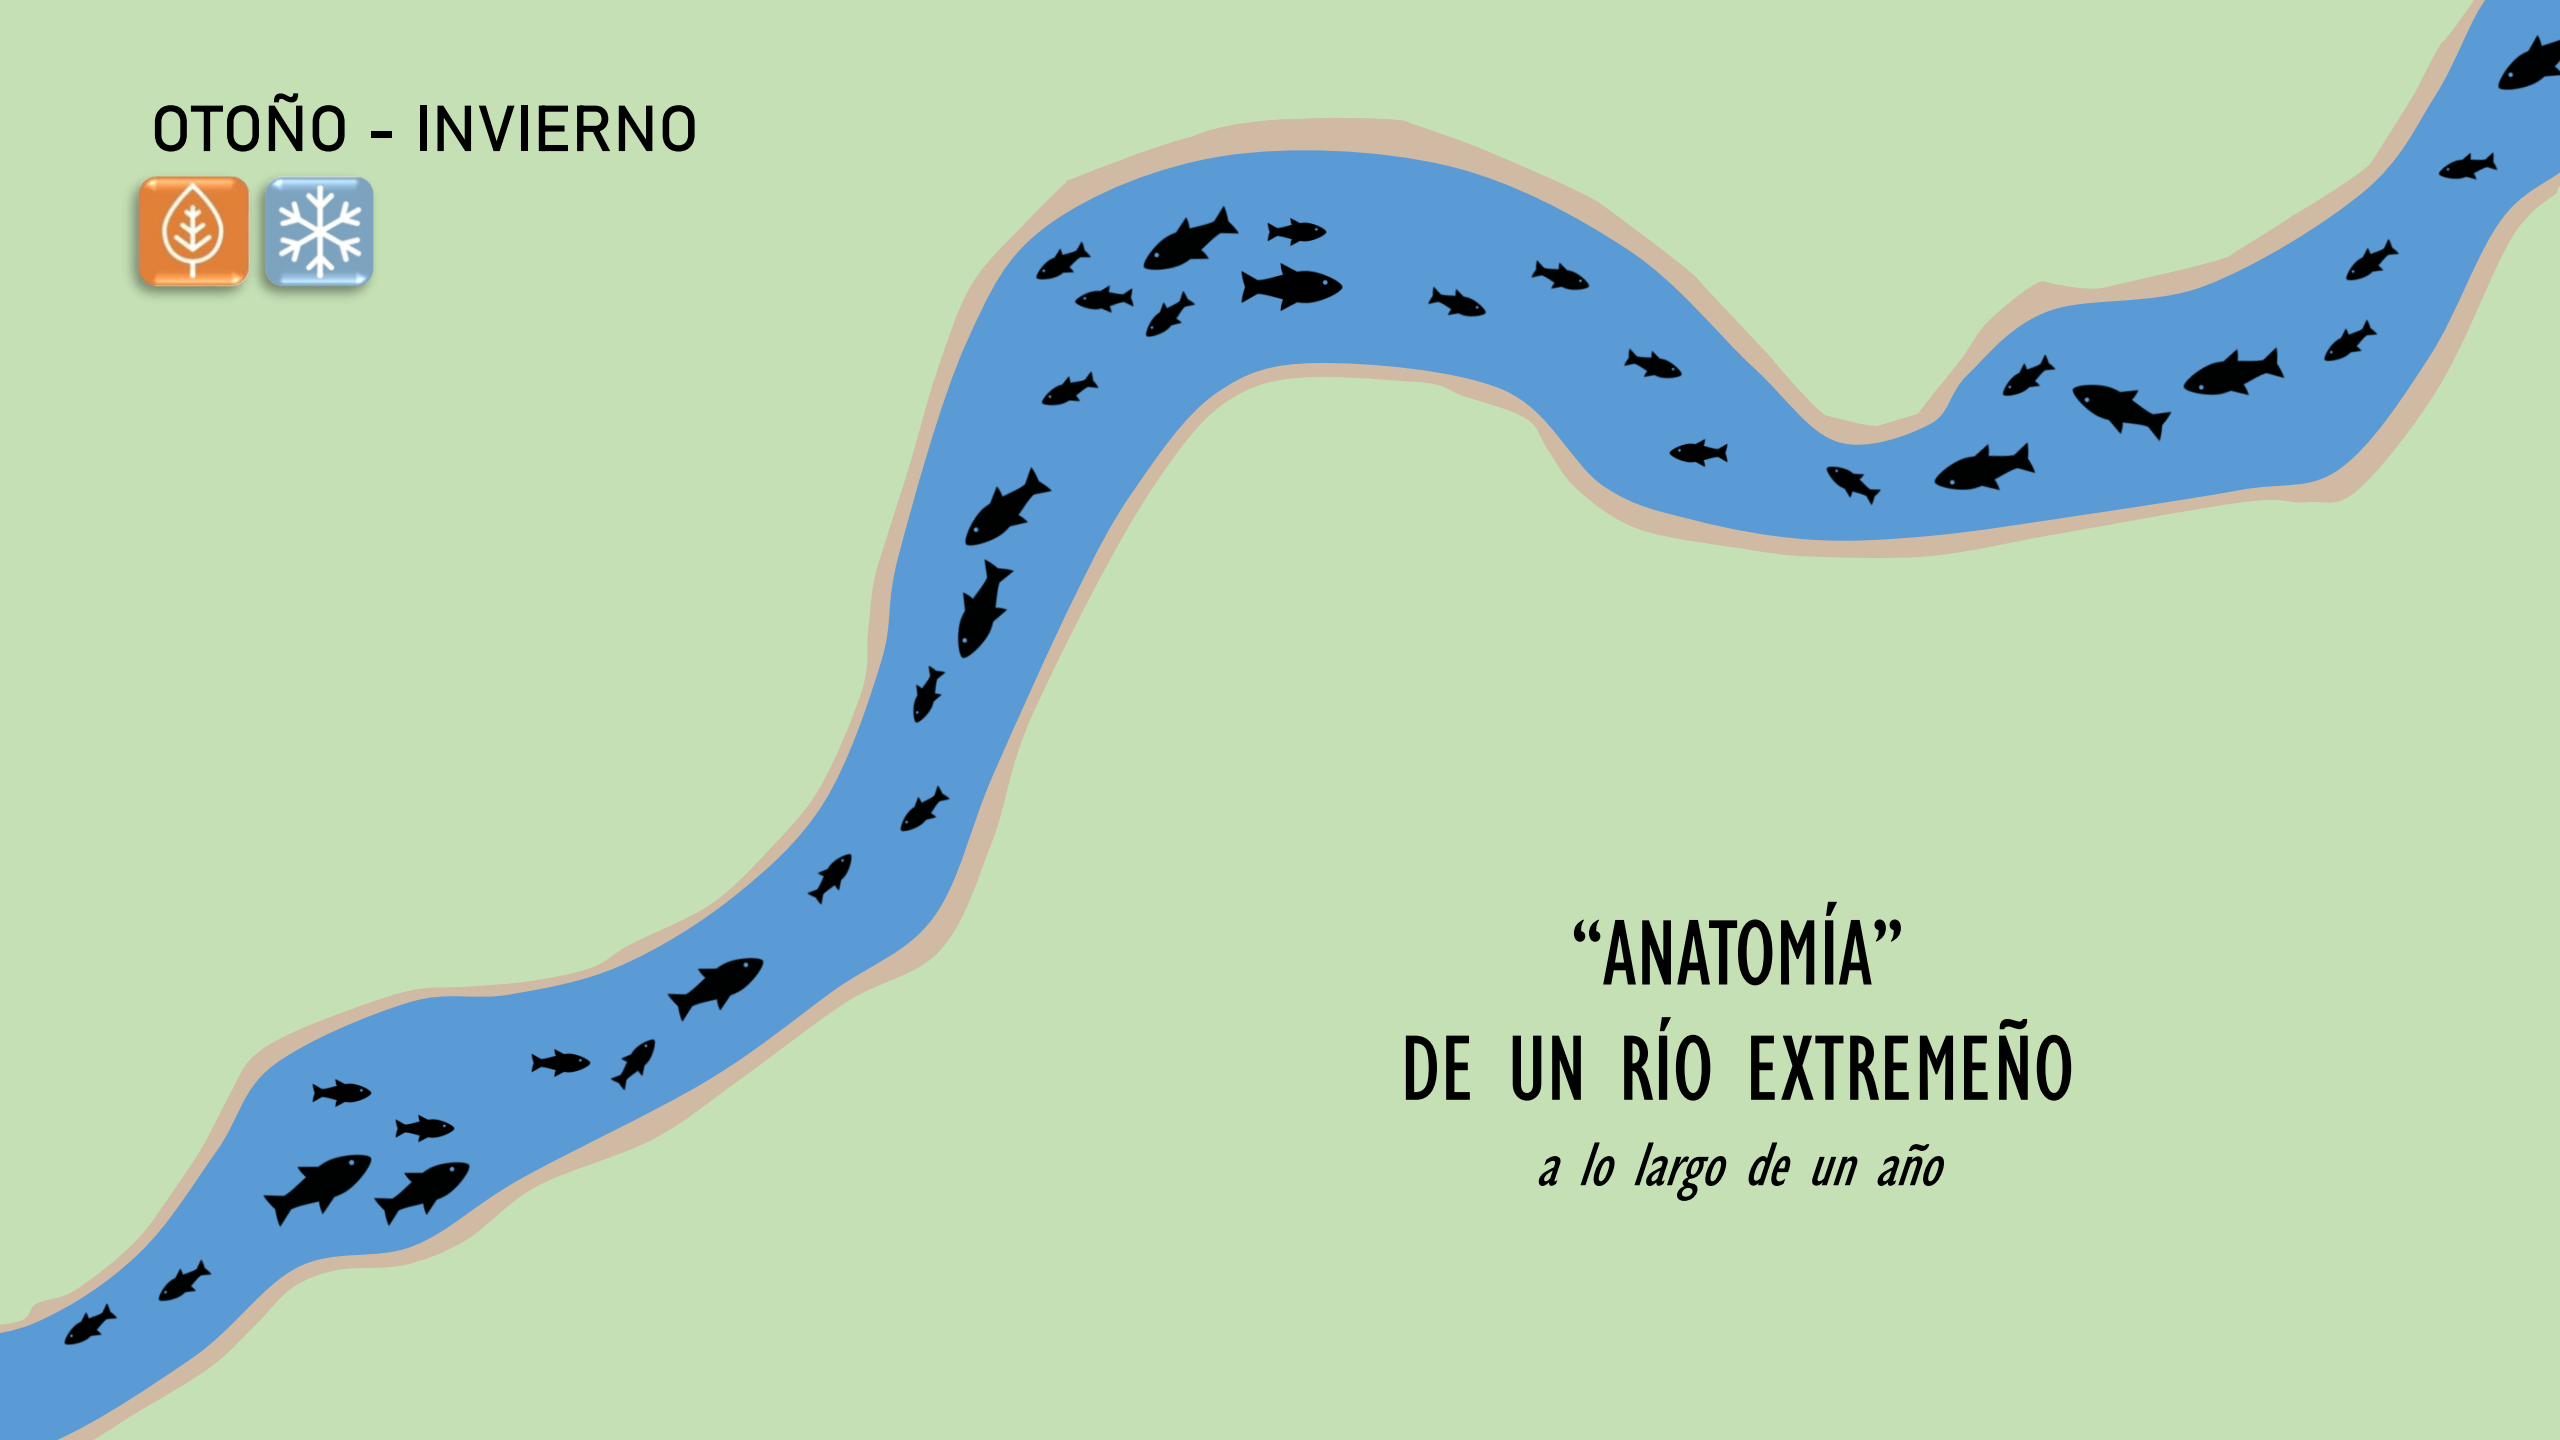 OTOÑO - INVIERNO
“ANATOMÍA”
DE UN RÍO EXTREMEÑO
a lo largo de un año